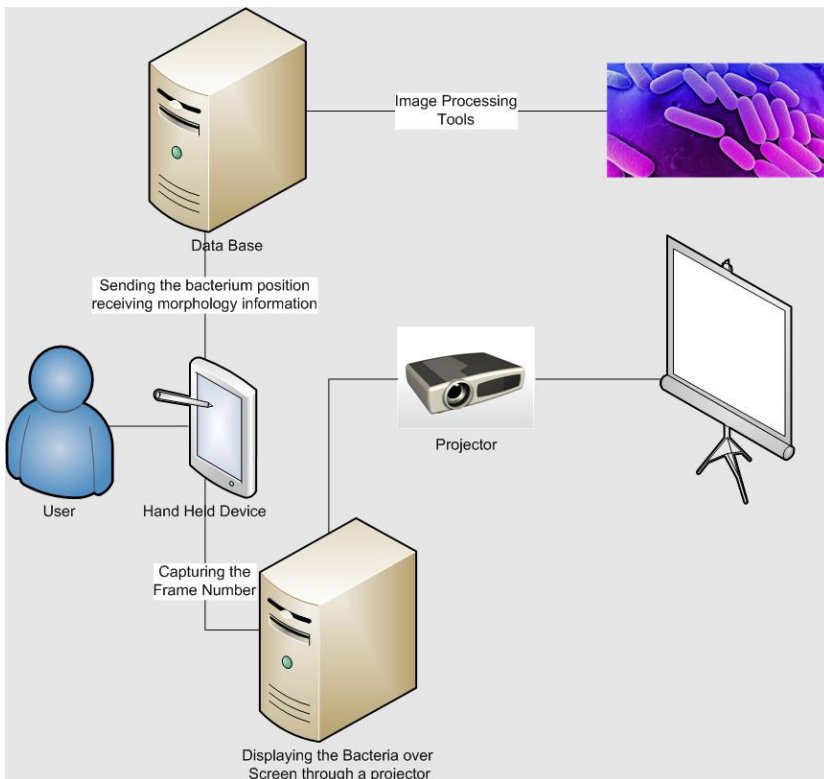 Image Processing
Tools
Data Base
Sending the bacterium position
receiving morphology information
Projector
User
Hand Held Device
Capturing the
Frame Number
Displaying the Bacteria over
Screen through a projector